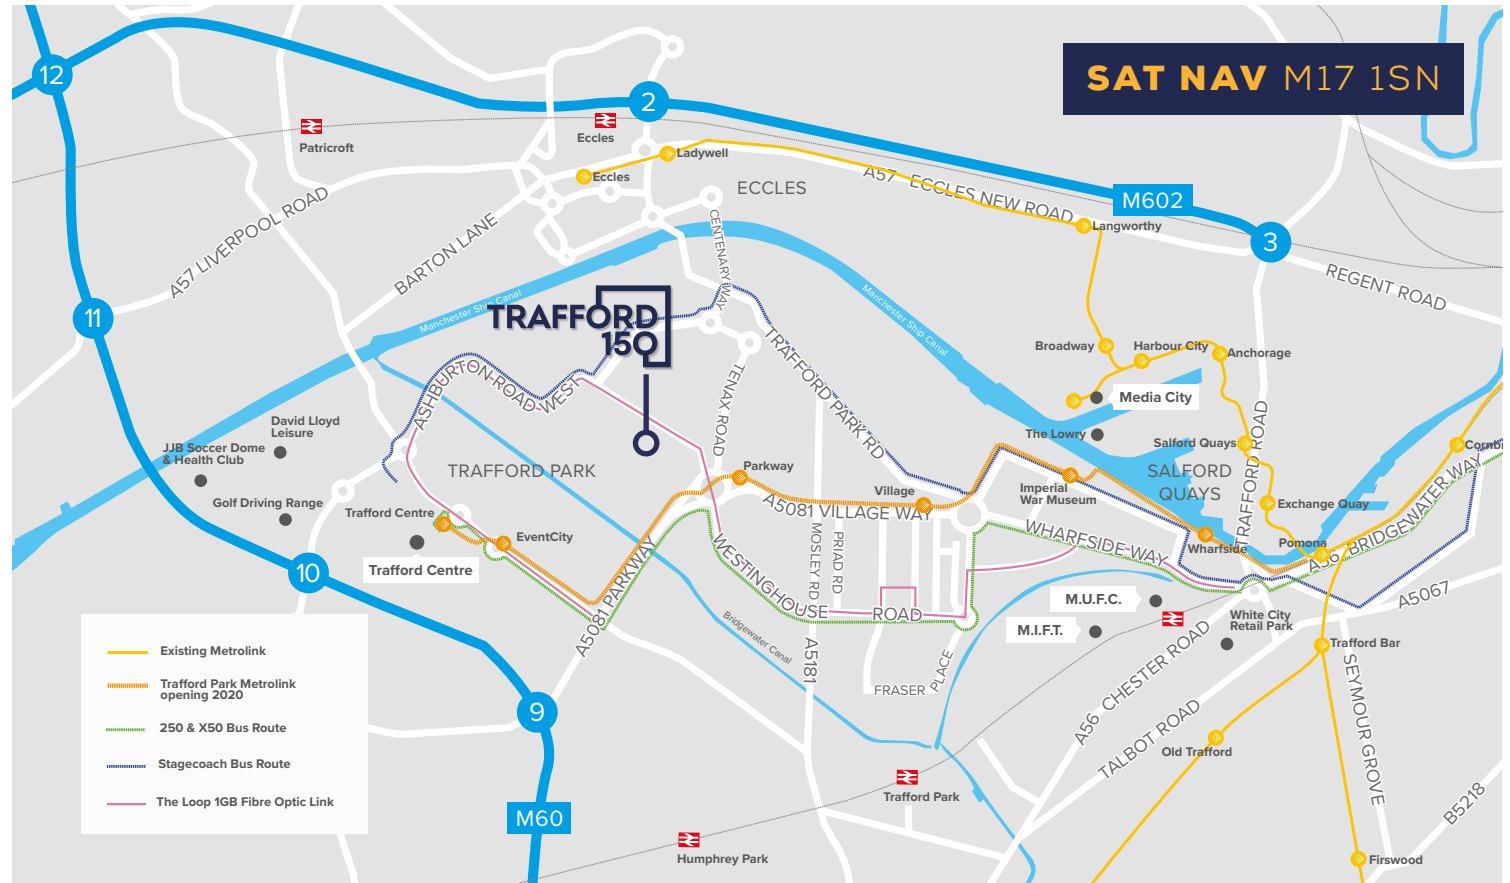 SAT NAV M17 1SN
12
2
Patricroft
Eccles
Ladywell
Eccles
ECCLES
A57 ECCLES NEW ROAD
M602
Langworthy
3
REGENT ROAD
A57 LIVERPOOL ROAD
BARTON LANE
CENTENARY WAY
11
Manchester Ship Canal
TRAFFORD
150
Manchester Ship Canal
Broadway
Harbour City
Anchorage
Media City
The Lowry
Salford Quays
TRAFFORD ROAD
SALFORD
QUAYS
ASHBURTON ROAD WEST
TENAX ROAD
TRAFFORD PARK RD
David Lloyd
Leisure
JJB Soccer Dome
& Health Club
Golf Driving Range
TRAFFORD PARK
Parkway
Village
A5081 VILLAGE WAY
Imperial
War Museum
Exchange Quay
Wharfside
Pomona
A56 BRIDGEWATER WAY
Cornb
Trafford Centre
EventCity
Trafford Centre
10
A5081 PARKWAY
WESTINGHOUSE ROAD
MOSLEY RD
PRIAD RD
WHARFSIDE WAY
M.U.F.C.
M.I.F.T.
White City
Retail Park
A5067
Trafford Bar
Bridgewater Canal
A5181
FRASER PLACE
A56 CHESTER ROAD
TALBOT ROAD
SEYMOUR GROVE
Old Trafford
B5218
Firswood
Trafford Park
Humphrey Park
9
M60
Existing Metrolink
Trafford Park Metrolink
opening 2020
250 & X50 Bus Route
Stagecoach Bus Route
The Loop 1GB Fibre Optic Link